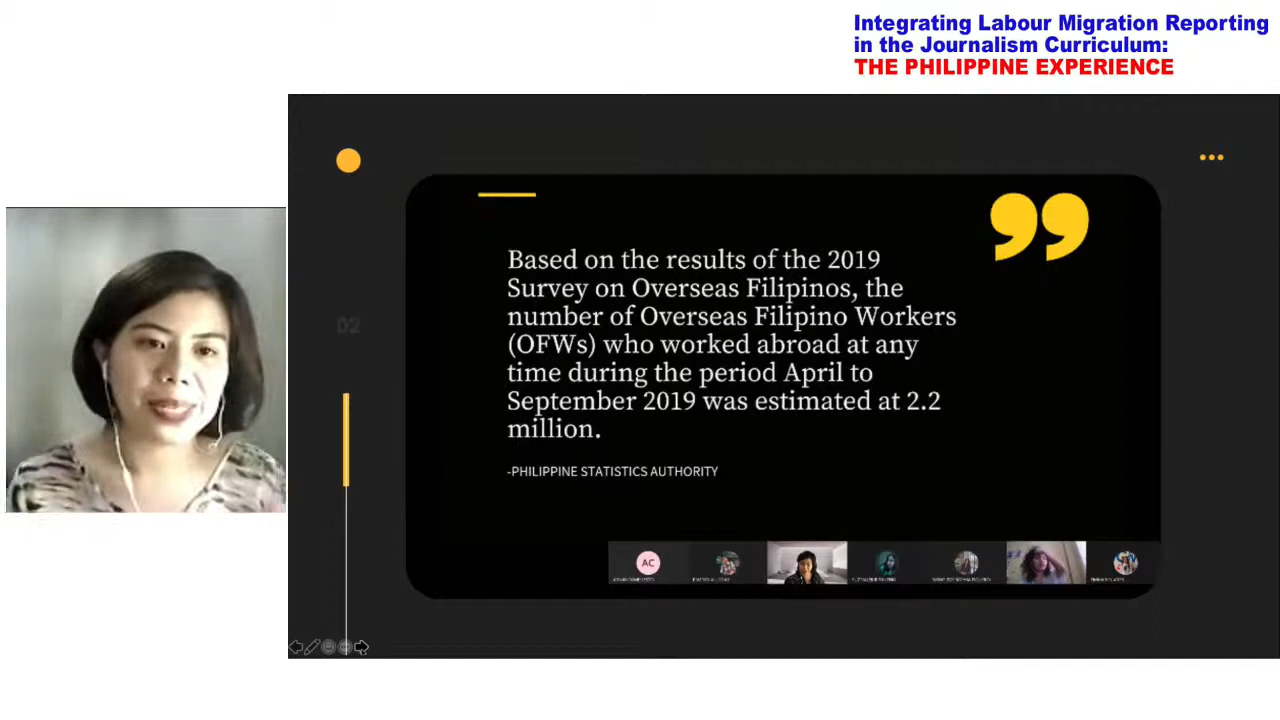 Integrating Labour Migration Reporting
in the Journalism Curriculum:
THE PHILIPPINE EXPERIENCE
02
”
Based on the results of the 2019
Survey on Overseas Filipinos, the
number of Overseas Filipino Workers
(OFWs) who worked abroad at any
time during the period April to
September 2019 was estimated at 2.2
million.
-PHILIPPINE STATISTICS AUTHORITY
AC